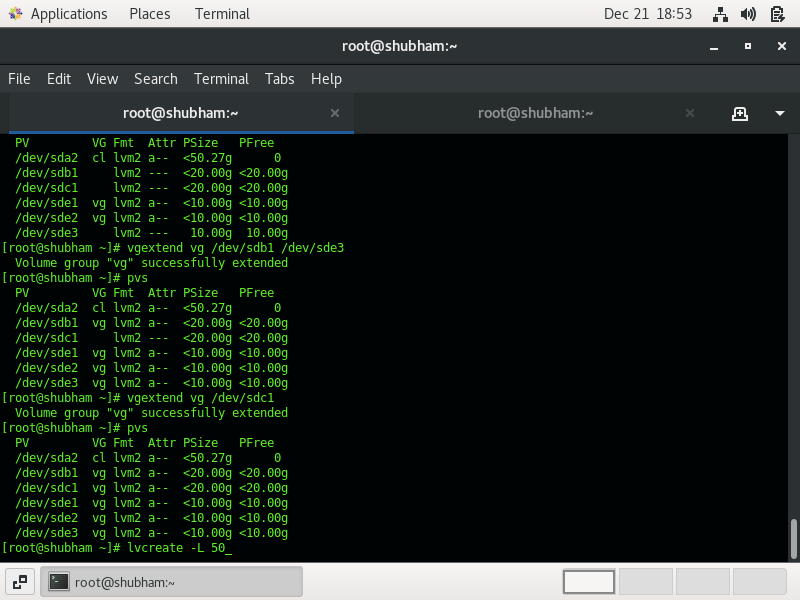 Applications Places Terminal Dec 21 18:53
root@shubham:~
File Edit View Search Terminal Tabs Help
root@shubham:~ × root@shubham:~ ×
  PV         VG Fmt  Attr PSize   PFree
  /dev/sda2  cl lvm2 a--  <50.27g      0
  /dev/sdb1     lvm2 ---  <20.00g <20.00g
  /dev/sdc1     lvm2 ---  <20.00g <20.00g
  /dev/sde1  vg lvm2 a--  <10.00g <10.00g
  /dev/sde2  vg lvm2 a--  <10.00g <10.00g
  /dev/sde3     lvm2 ---   10.00g  10.00g
[root@shubham ~]# vgextend vg /dev/sdb1 /dev/sde3
  Volume group "vg" successfully extended
[root@shubham ~]# pvs
  PV         VG Fmt  Attr PSize   PFree
  /dev/sda2  cl lvm2 a--  <50.27g      0
  /dev/sdb1  vg lvm2 a--  <20.00g <20.00g
  /dev/sdc1     lvm2 ---  <20.00g <20.00g
  /dev/sde1  vg lvm2 a--  <10.00g <10.00g
  /dev/sde2  vg lvm2 a--  <10.00g <10.00g
  /dev/sde3  vg lvm2 a--  <10.00g <10.00g
[root@shubham ~]# vgextend vg /dev/sdc1
  Volume group "vg" successfully extended
[root@shubham ~]# pvs
  PV         VG Fmt  Attr PSize   PFree
  /dev/sda2  cl lvm2 a--  <50.27g      0
  /dev/sdb1  vg lvm2 a--  <20.00g <20.00g
  /dev/sdc1  vg lvm2 a--  <20.00g <20.00g
  /dev/sde1  vg lvm2 a--  <10.00g <10.00g
  /dev/sde2  vg lvm2 a--  <10.00g <10.00g
  /dev/sde3  vg lvm2 a--  <10.00g <10.00g
[root@shubham ~]# lvcreate -L 50_
root@shubham:~